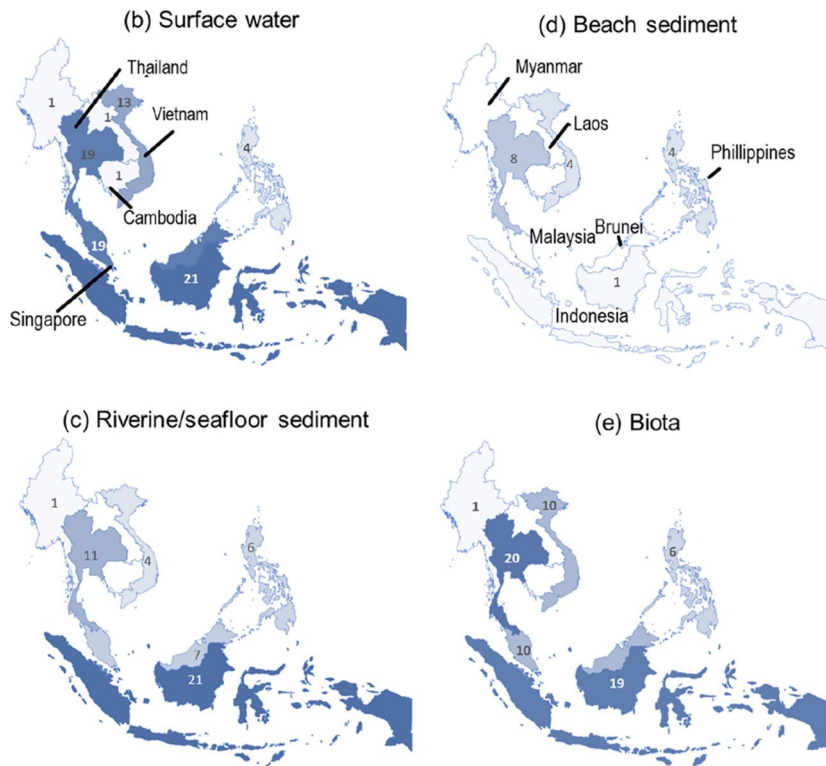 (b) Surface water
Thailand
1
13
1
Vietnam
19
4
1
Cambodia
19
21
Singapore
(d) Beach sediment
Myanmar
Laos
4
8
4
Phillippines
Brunei
Malaysia
1
Indonesia
(c) Riverine/seafloor sediment
1
11
4
6
7
21
(e) Biota
1
10
20
6
10
19